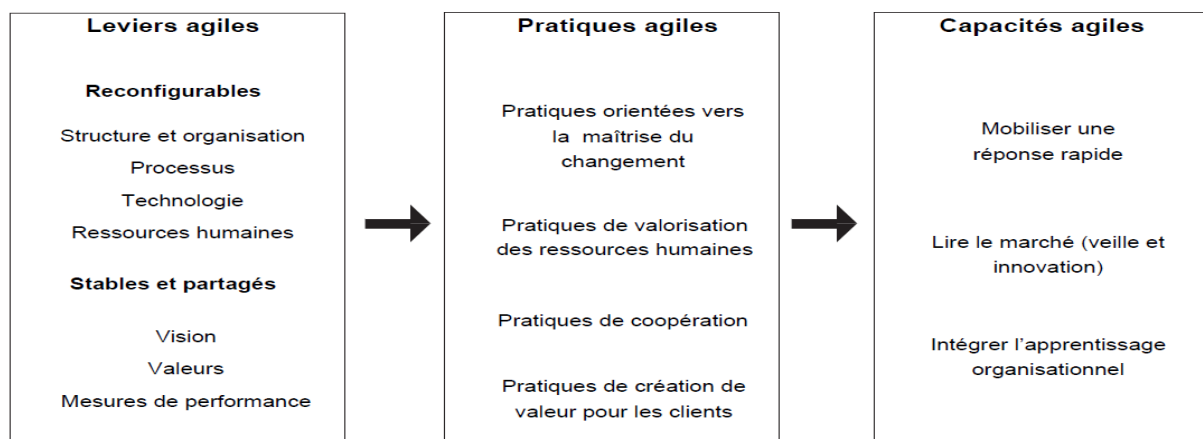 Leviers agiles
Reconfigurables
Structure et organisation
Processus
Technologie
Ressources humaines
Stables et partagés
Vision
Valeurs
Mesures de performance
Pratiques agiles
Pratiques orientées vers
la maîtrise du
changement
Pratiques de valorisation
des ressources humaines
Pratiques de coopération
Pratiques de création de
valeur pour les clients
Capacités agiles
Mobiliser une
réponse rapide
Lire le marché (veille et
innovation)
Intégrer l'apprentissage
organisationnel